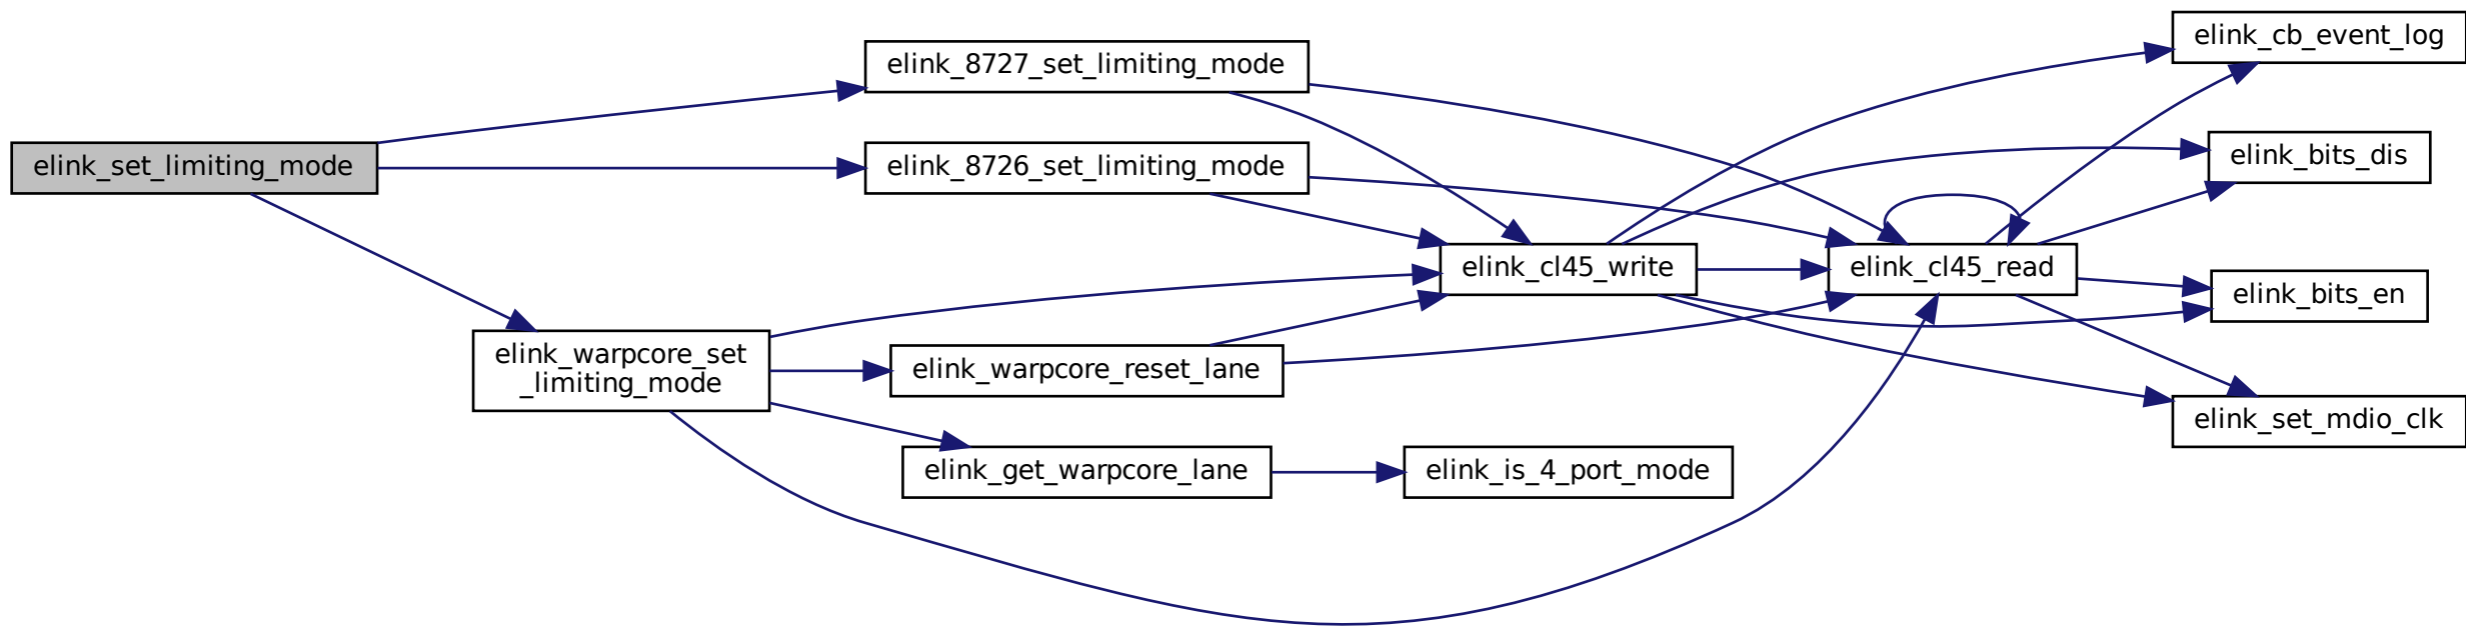 elink_set_limiting_mode
elink_8727_set_limiting_mode
elink_8726_set_limiting_mode
elink_warpcore_set
_limiting_mode
elink_warpcore_reset_lane
elink_get_warpcore_lane
elink_is_4_port_mode
elink_cl45_write
elink_cl45_read
elink_cb_event_log
elink_bits_dis
elink_bits_en
elink_set_mdio_clk